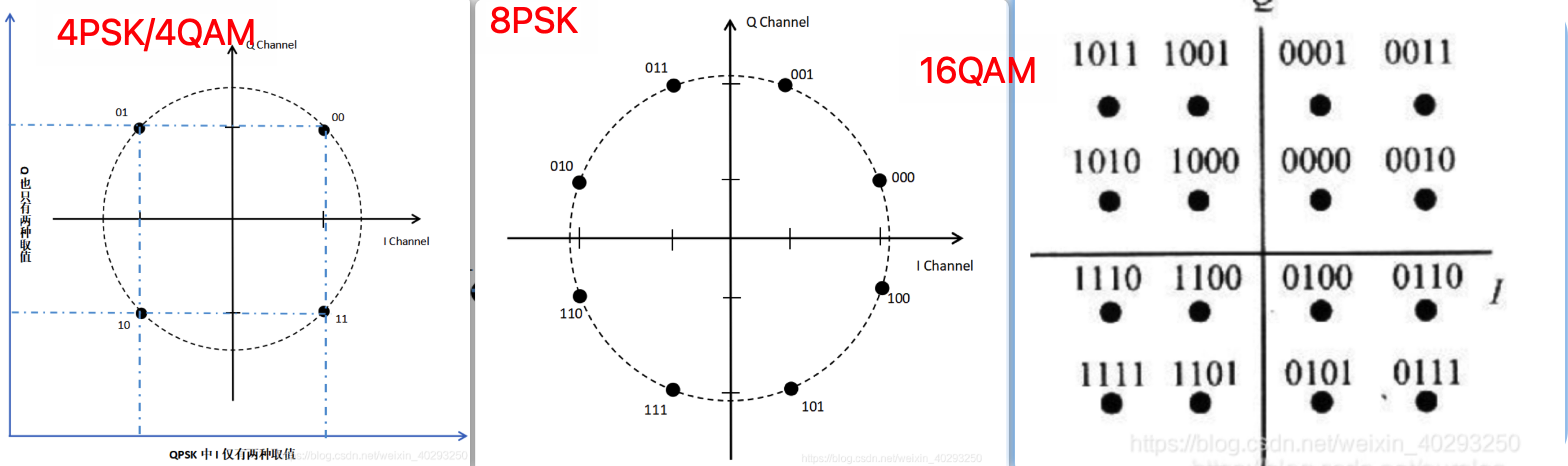 4PSK/4QAM
Q Channel
01
00
Q 也只有两种取值
I Channel
10
11
QPSK 中 I 仅有两种取值
https://blog.csdn.net/weixin_40293250
8PSK
Q Channel
011
001
010
000
I Channel
110
100
111
101
https://blog.csdn.net/weixin_40293250
16QAM
1011 1001 0001 0011
1010 1000 0000 0010
1110 1100 0100 0110
I
1111 1101 0101 0111
https://blog.csdn.net/weixin_40293250